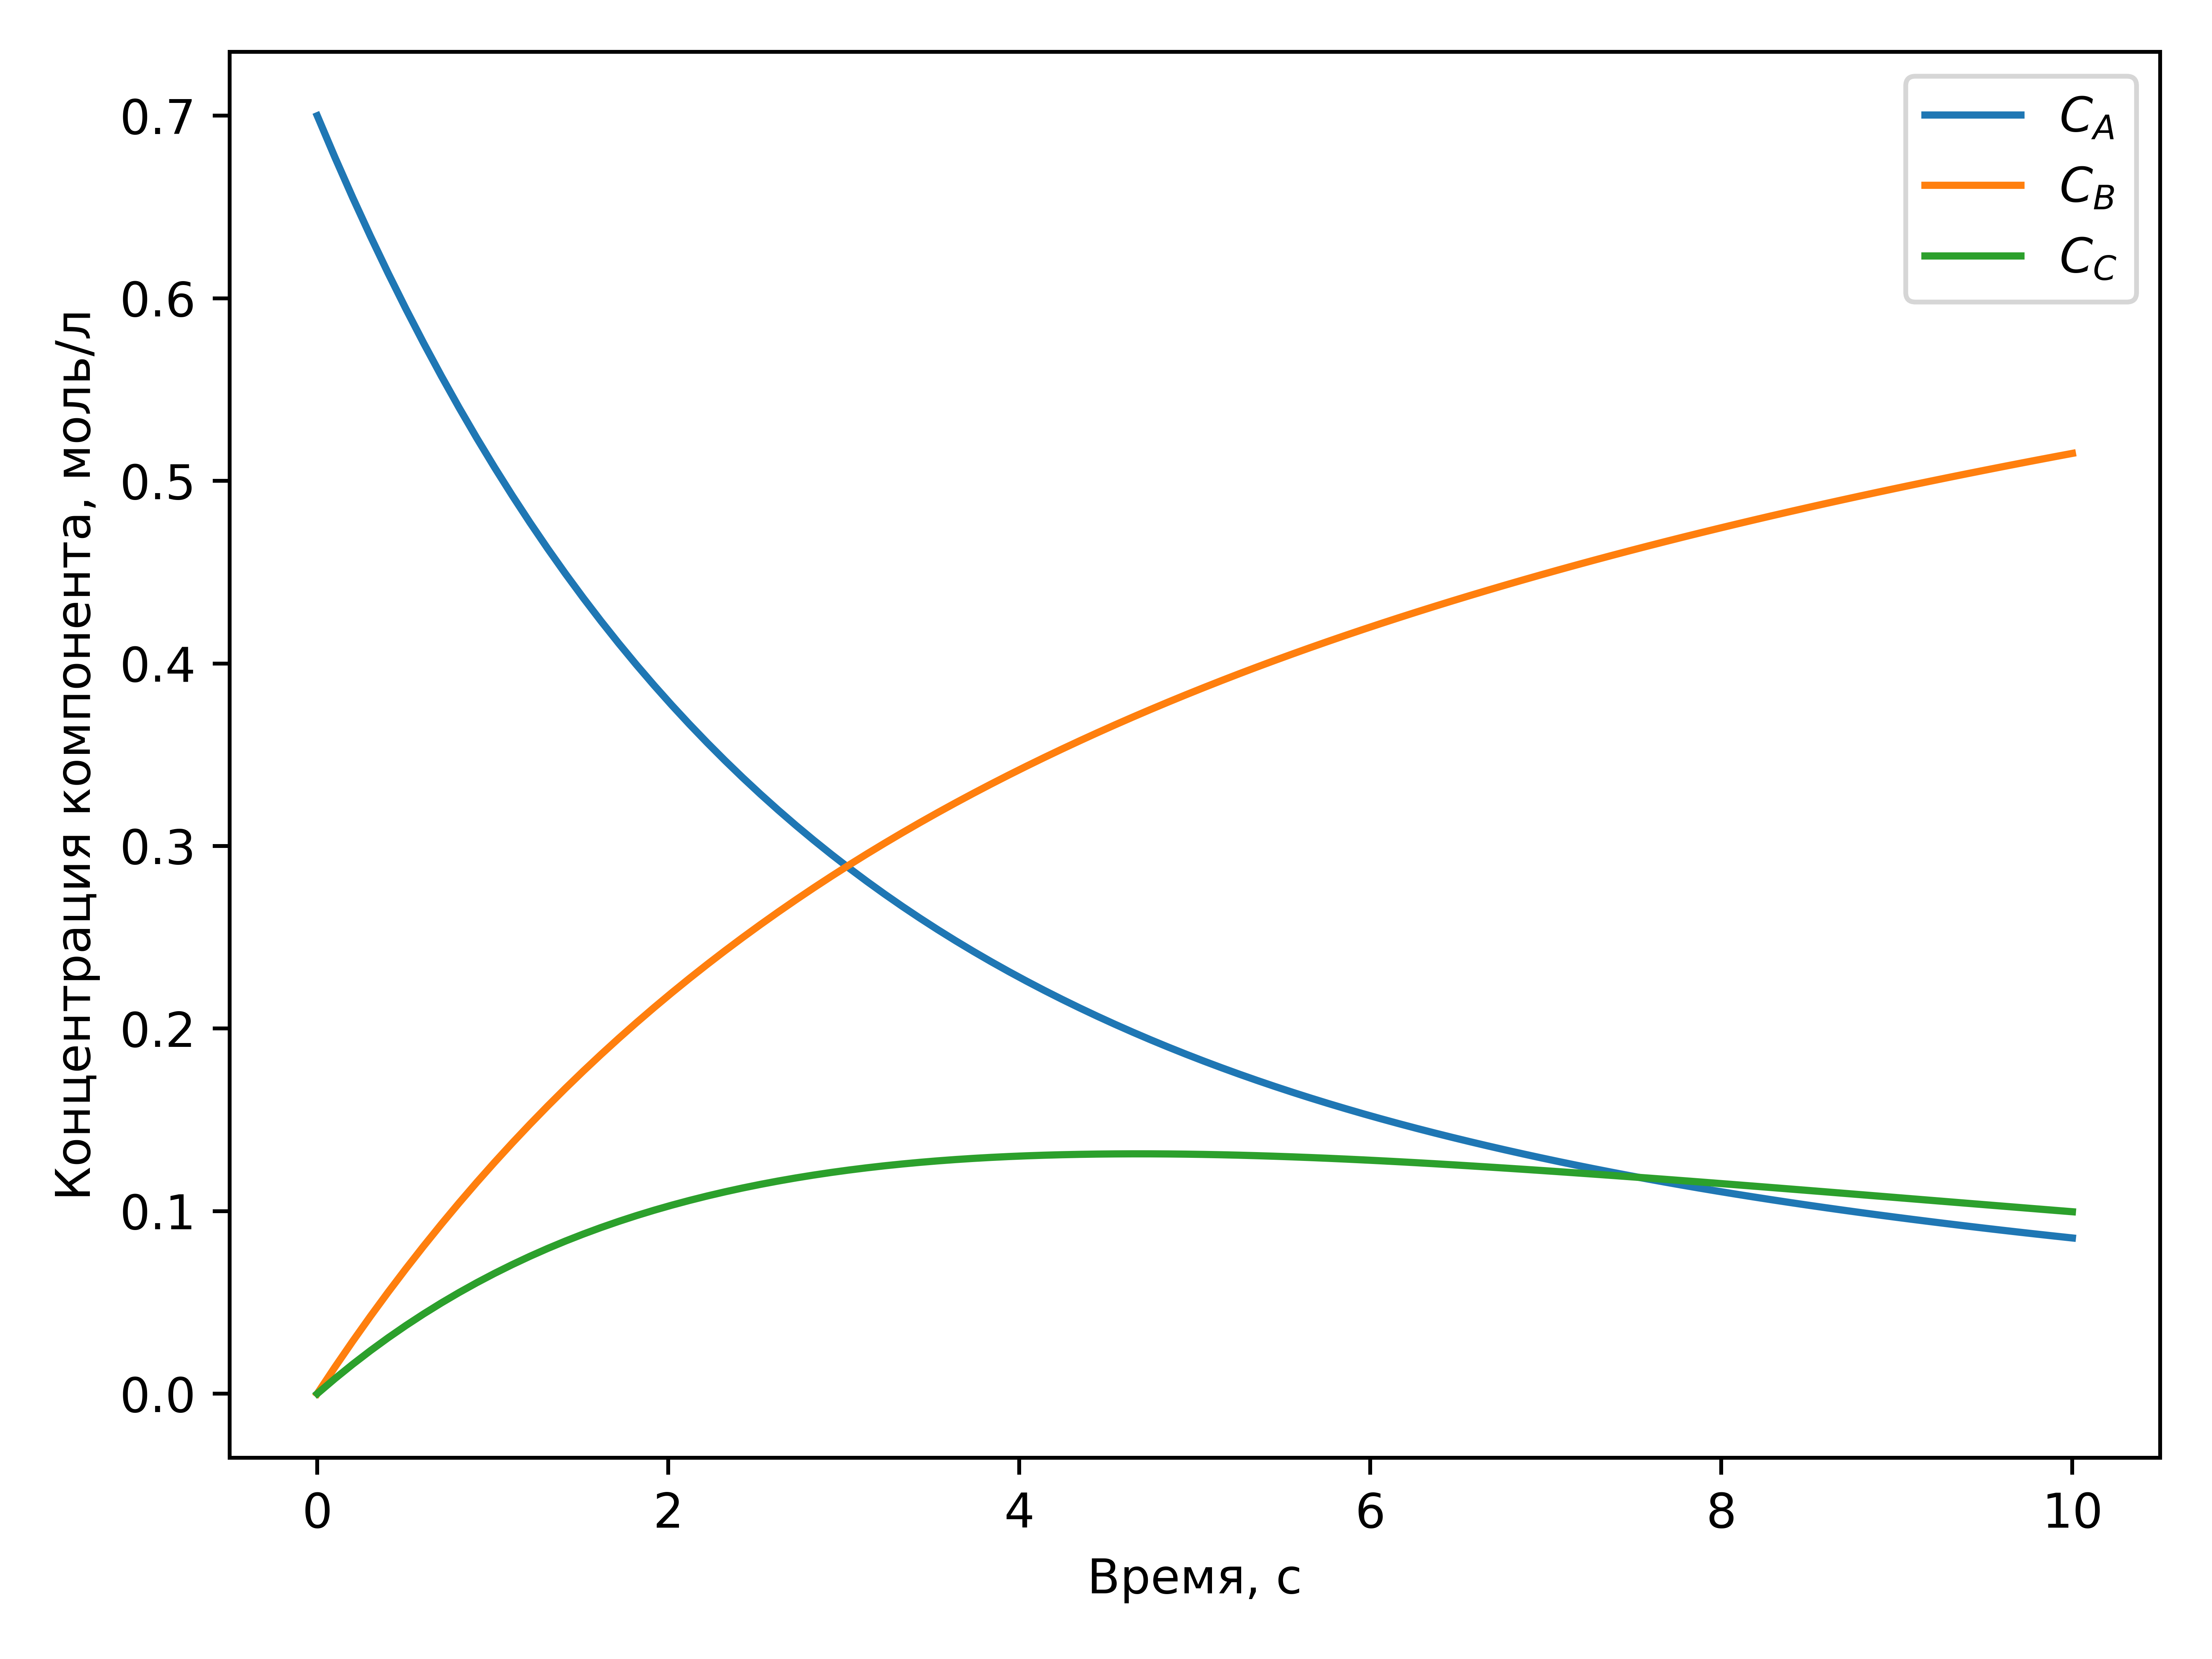 Концентрация компонента, моль/л
0.7
0.6
0.5
0.4
0.3
0.2
0.1
0.0
C_A
C_B
C_C
0 2 4 6 8 10
Время, с